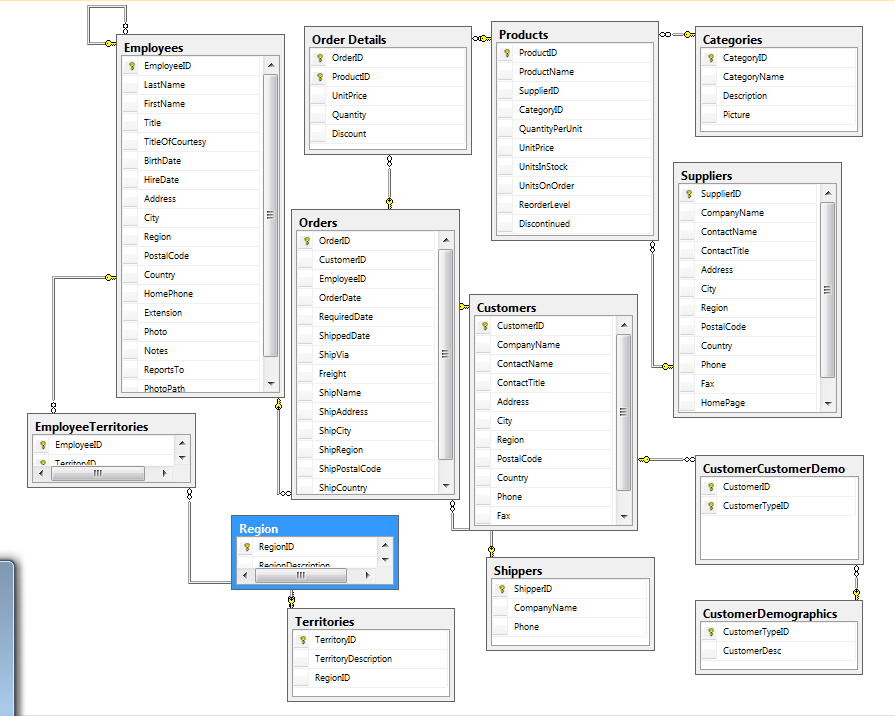 Employees
EmployeeID
LastName
FirstName
Title
TitleOfCourtesy
BirthDate
HireDate
Address
City
Region
PostalCode
Country
HomePhone
Extension
Photo
Notes
ReportsTo
PhotoPath
Order Details
OrderID
ProductID
UnitPrice
Quantity
Discount
Products
ProductID
ProductName
SupplierID
CategoryID
QuantityPerUnit
UnitPrice
UnitsInStock
UnitsOnOrder
ReorderLevel
Discontinued
Categories
CategoryID
CategoryName
Description
Picture
Suppliers
SupplierID
CompanyName
ContactName
ContactTitle
Address
City
Region
PostalCode
Country
Phone
Fax
HomePage
Orders
OrderID
CustomerID
EmployeeID
OrderDate
RequiredDate
ShippedDate
ShipVia
Freight
ShipName
ShipAddress
ShipCity
ShipRegion
ShipPostalCode
ShipCountry
Customers
CustomerID
CompanyName
ContactName
ContactTitle
Address
City
Region
PostalCode
Country
Phone
Fax
EmployeeTerritories
EmployeeID
TerritoryID
CustomerCustomerDemo
CustomerID
CustomerTypeID
Region
RegionID
RegionDescription
Shippers
ShipperID
CompanyName
Phone
Territories
TerritoryID
TerritoryDescription
RegionID
CustomerDemographics
CustomerTypeID
CustomerDesc